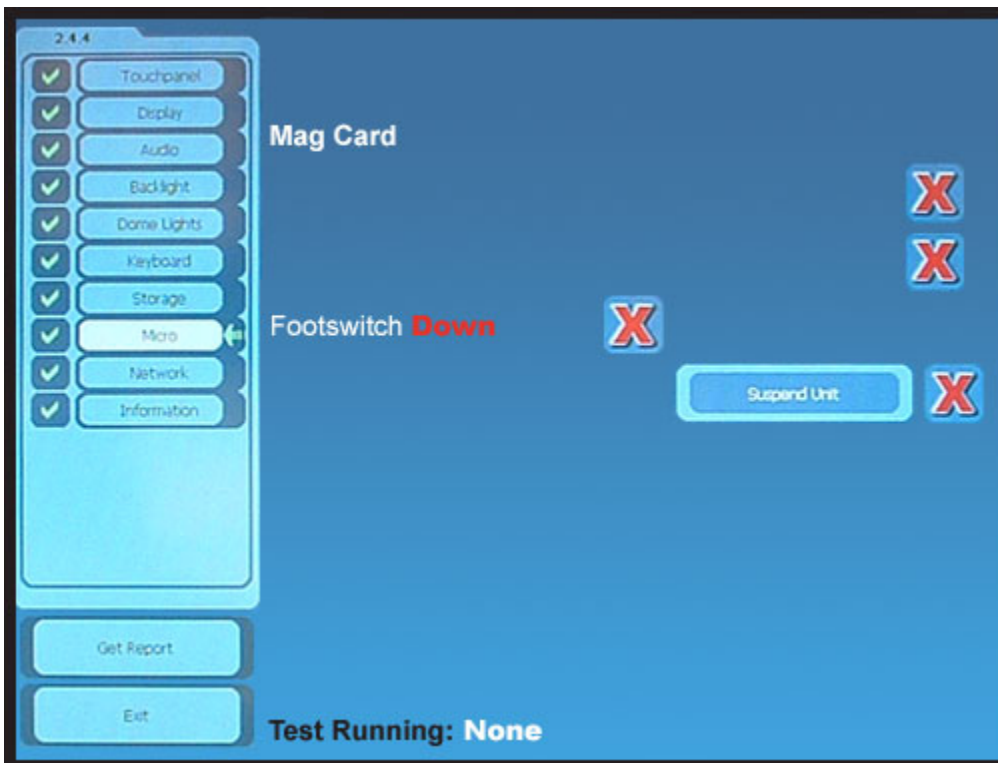 2.4.4
Touchpanel
Display
Audio
Backlight
Dome Lights
Keyboard
Storage
Micro
Network
Information
Get Report
Exit
Mag Card
Footswitch Down
Suspend Unit
Test Running: None